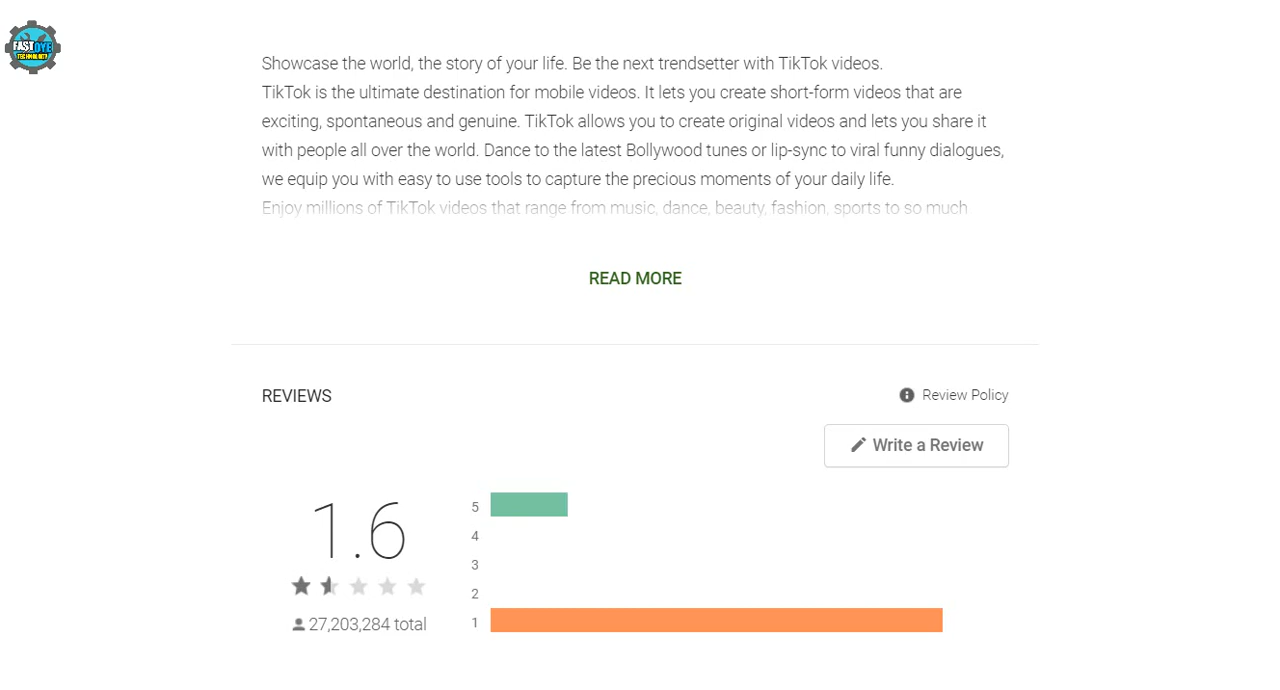 FAST DYE
TECHNOLOGY
Showcase the world, the story of your life. Be the next trendsetter with TikTok videos.
TikTok is the ultimate destination for mobile videos. It lets you create short-form videos that are
exciting, spontaneous and genuine. TikTok allows you to create original videos and lets you share it
with people all over the world. Dance to the latest Bollywood tunes or lip-sync to viral funny dialogues,
we equip you with easy to use tools to capture the precious moments of your daily life.
Enjoy millions of TikTok videos that range from music, dance, beauty, fashion, sports to so much
READ MORE
REVIEWS
Review Policy
Write a Review
1.6
27,203,284 total
5
4
3
2
1